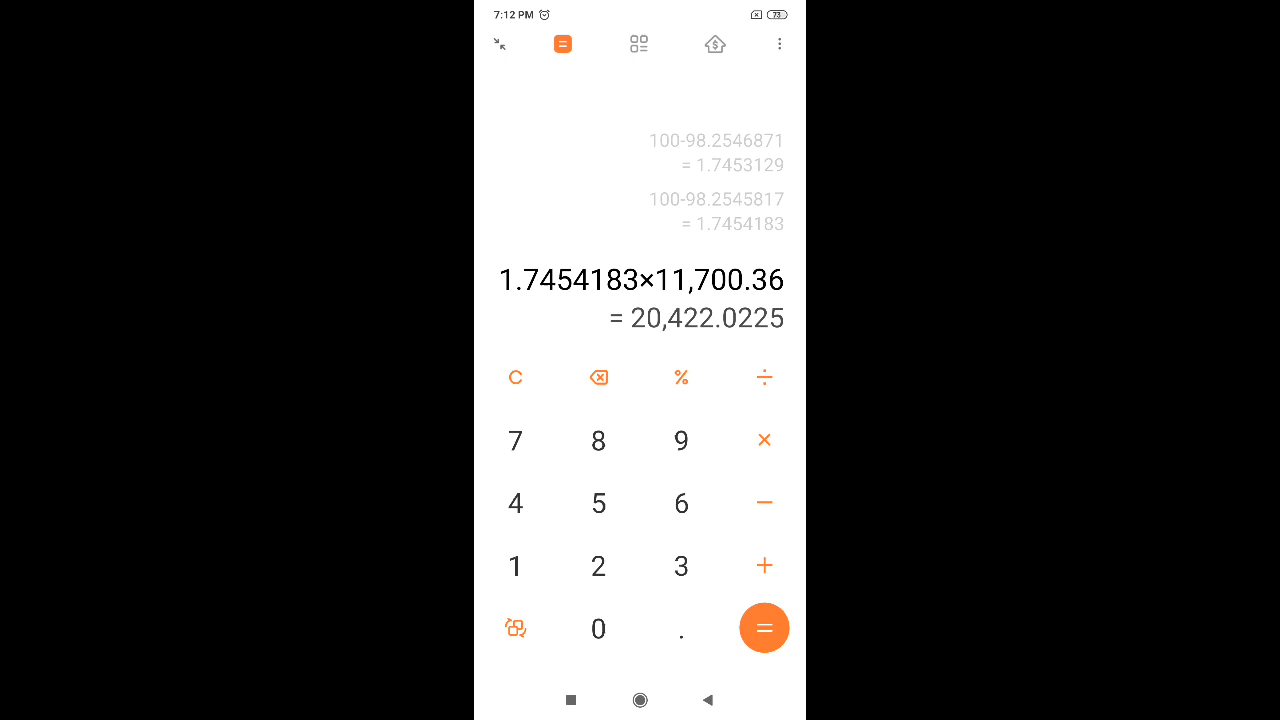 7:12 PM
73
100-98.2546871
= 1.7453129
100-98.2545817
= 1.7454183
1.7454183×11,700.36
= 20,422.0225
C % ÷
7 8 9 ×
4 5 6 −
1 2 3 +
0 . =